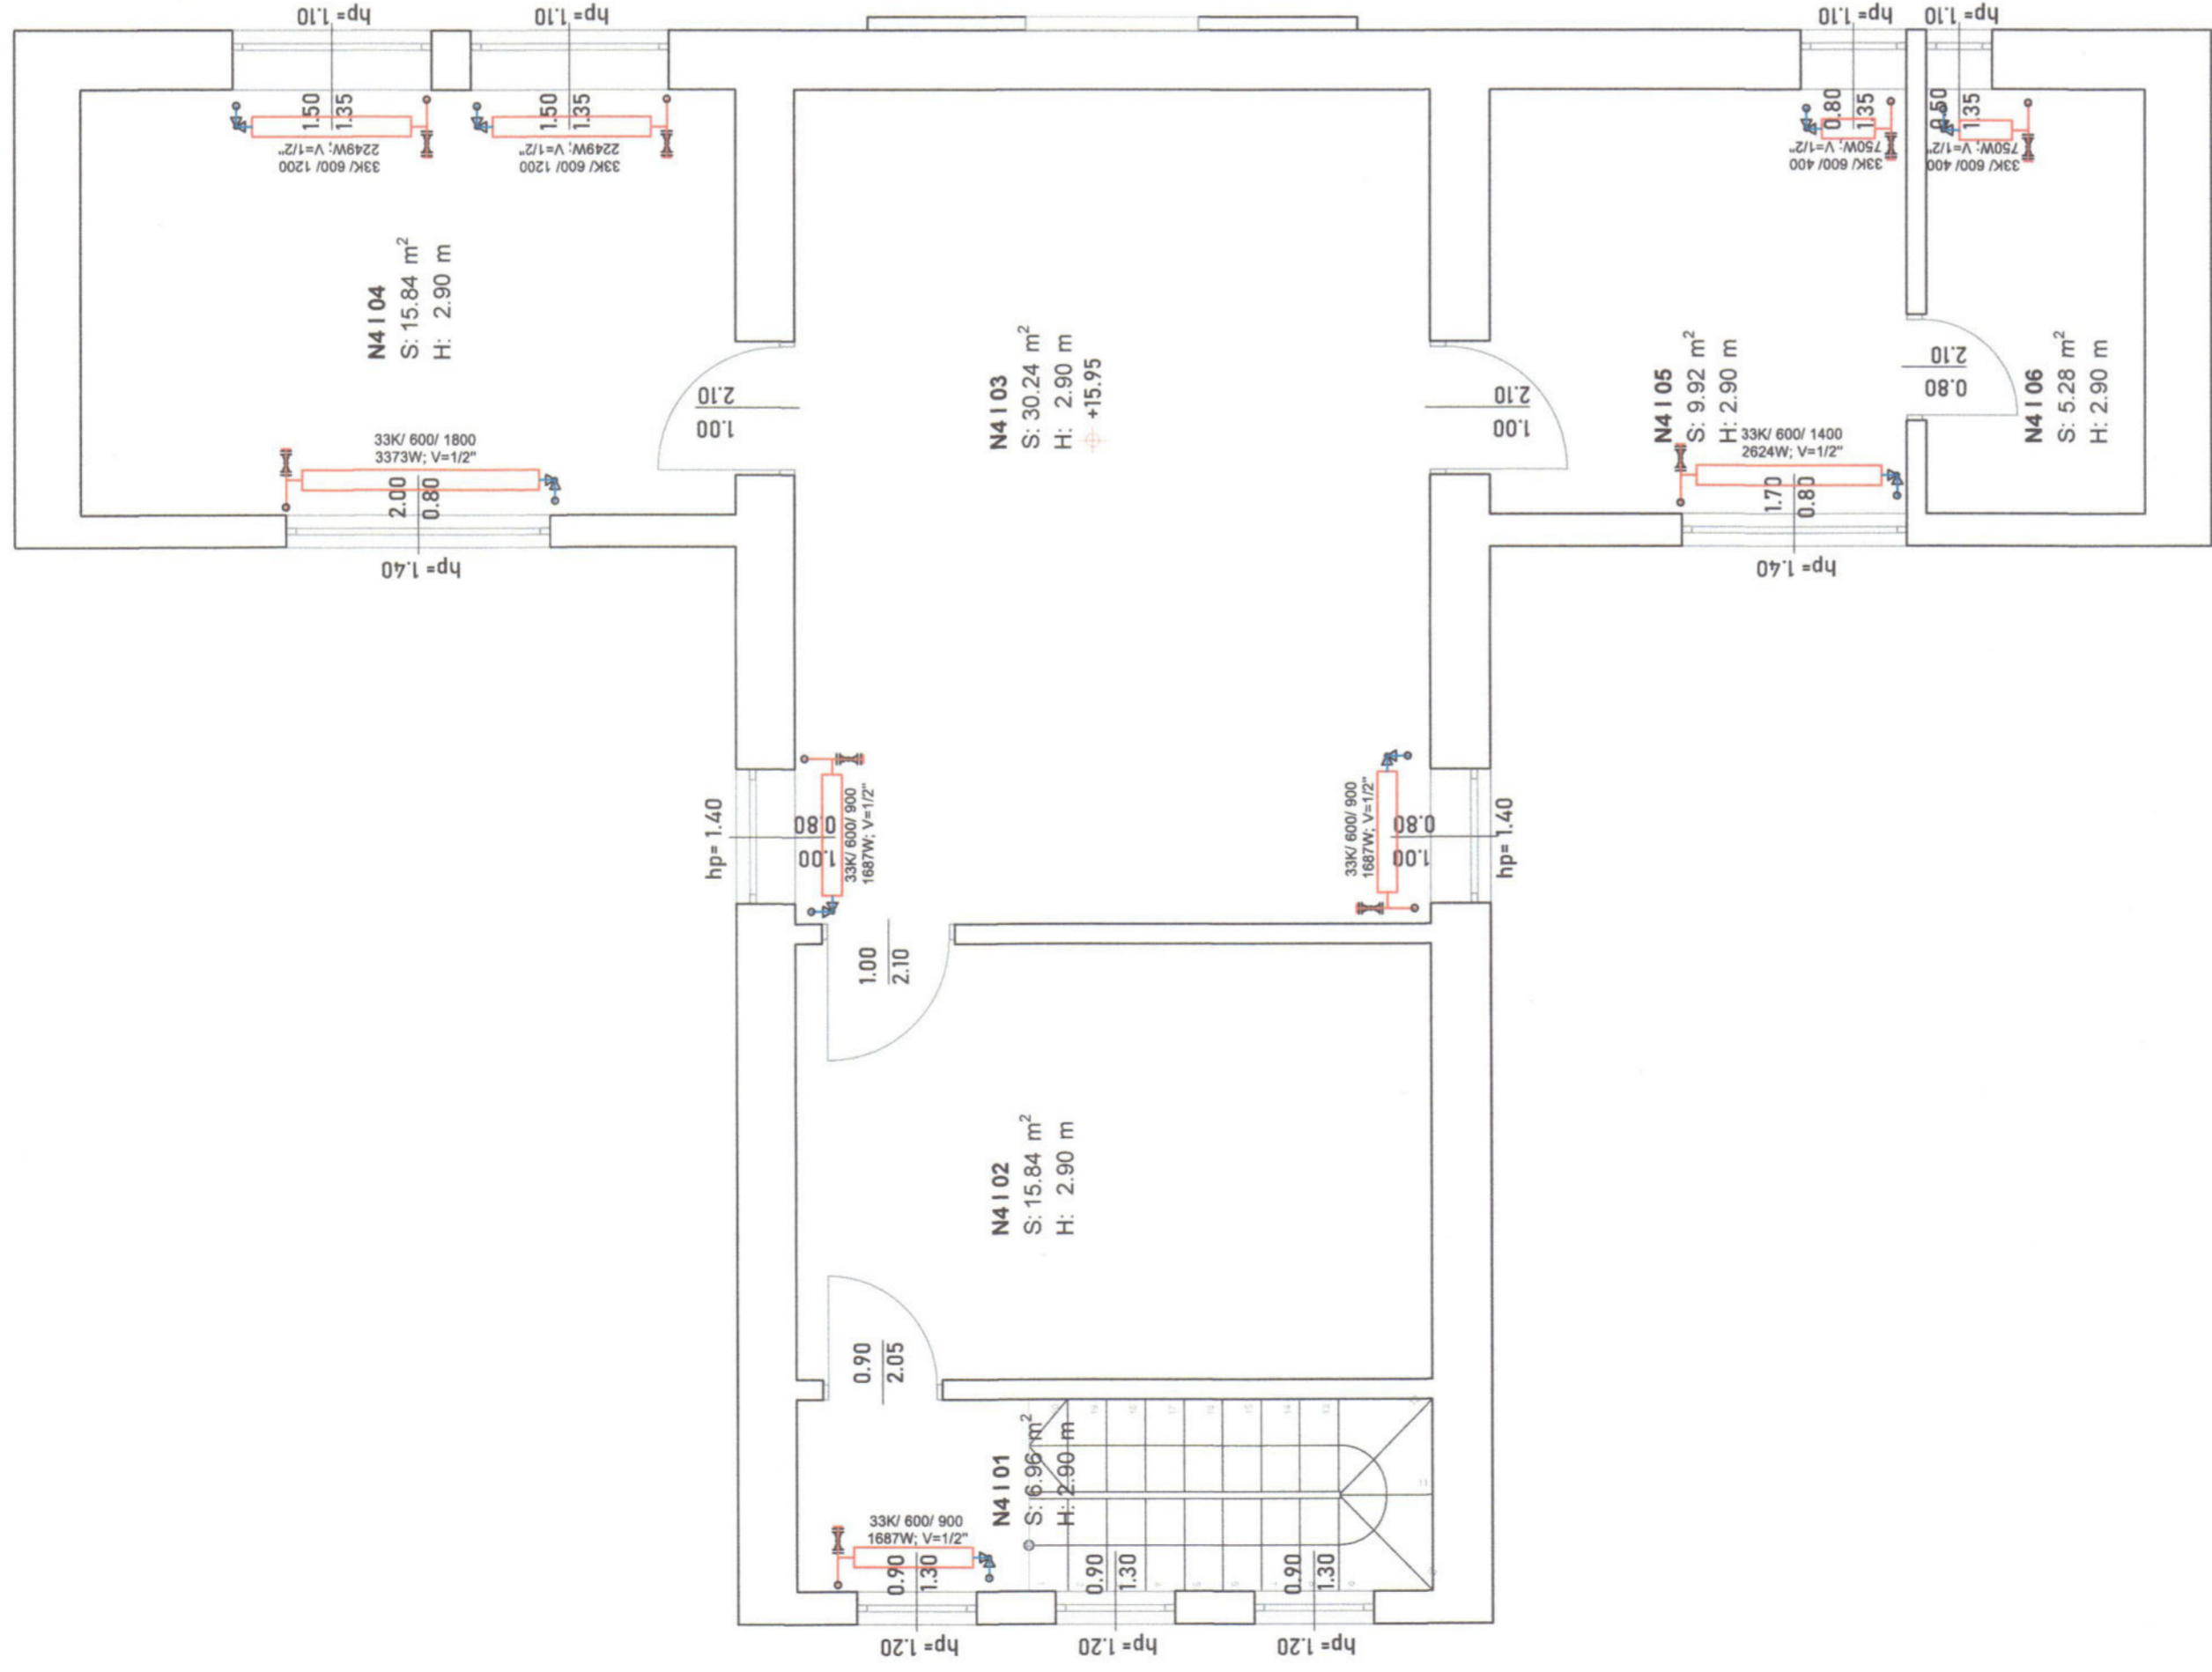 hp= 1.10
hp= 1.10
hp= 1.10
hp= 1.10
1.50
1.35
33K/ 600/ 1200
2249W; V=1/2"
1.50
1.35
33K/ 600/ 1200
2249W; V=1/2"
0.80
1.35
33K/ 600/ 400
750W; V=1/2"
0.50
1.35
33K/ 600/ 400
750W; V=1/2"
N4 I 04
S: 15.84 m²
H: 2.90 m
33K/ 600/ 1800
3373W; V=1/2"
2.00
0.80
hp= 1.40
1.00
2.10
N4 I 03
S: 30.24 m²
H: 2.90 m
+15.95
1.00
2.10
N4 I 05
S: 9.92 m²
H: 2.90 m
33K/ 600/ 1400
2624W; V=1/2"
1.70
0.80
hp= 1.40
0.80
2.10
N4 I 06
S: 5.28 m²
H: 2.90 m
hp= 1.40
1.00
0.80
33K/ 600/ 900
1687W; V=1/2"
33K/ 600/ 900
1687W; V=1/2"
1.00
0.80
hp= 1.40
1.00
2.10
N4 I 02
S: 15.84 m²
H: 2.90 m
0.90
2.05
N4 I 01
S: 6.96 m²
H: 2.90 m
33K/ 600/ 900
1687W; V=1/2"
0.90
1.30
0.90
1.30
0.90
1.30
hp= 1.20
hp= 1.20
hp= 1.20